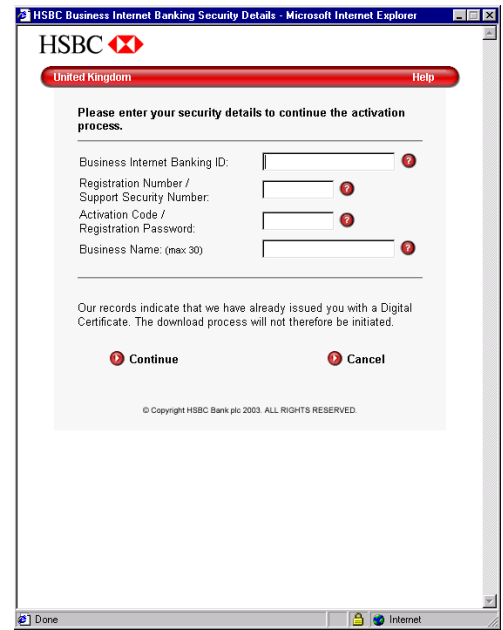 HSBC Business Internet Banking Security Details - Microsoft Internet Explorer
HSBC
United Kingdom Help
Please enter your security details to continue the activation
process.
Business Internet Banking ID:
Registration Number /
Support Security Number:
Activation Code /
Registration Password:
Business Name: (max 30)
Our records indicate that we have already issued you with a Digital
Certificate. The download process will not therefore be initiated.
Continue Cancel
© Copyright HSBC Bank plc 2003. ALL RIGHTS RESERVED.
Done Internet